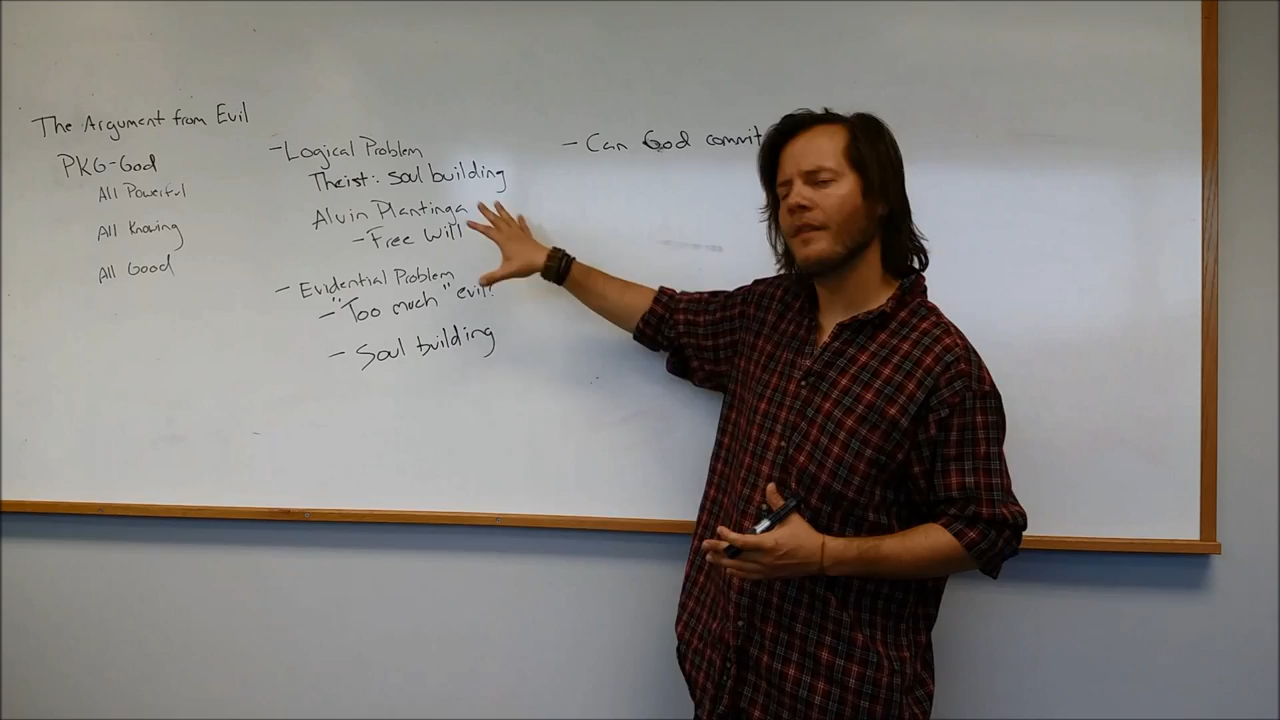 The Argument from Evil
PKG-God
All Powerful
All Knowing
All Good
- Logical Problem
Theist: soul building
Alvin Plantinga
- Free Will
- Evidential Problem
- "Too much" evil?
- Soul building
- Can God commit